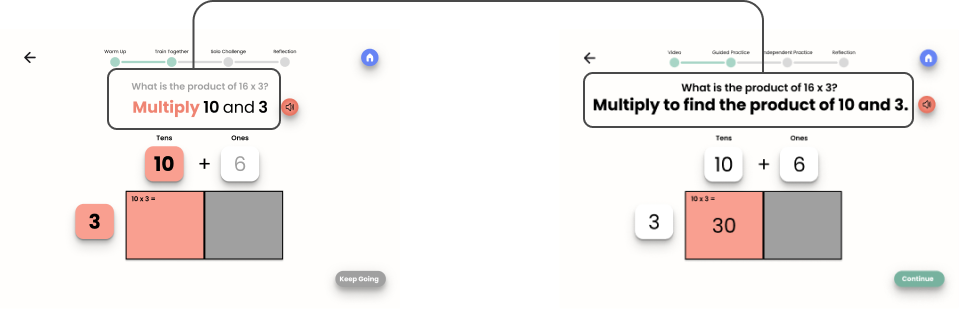 Warm Up Train Together Solo Challenge Reflection
What is the product of 16 x 3?
Multiply 10 and 3
Tens Ones
10 + 6
3
10 x 3 =
Keep Going
Video Guided Practice Independent Practice Reflection
What is the product of 16 x 3?
Multiply to find the product of 10 and 3.
Tens Ones
10 + 6
3
10 x 3 =
30
Continue